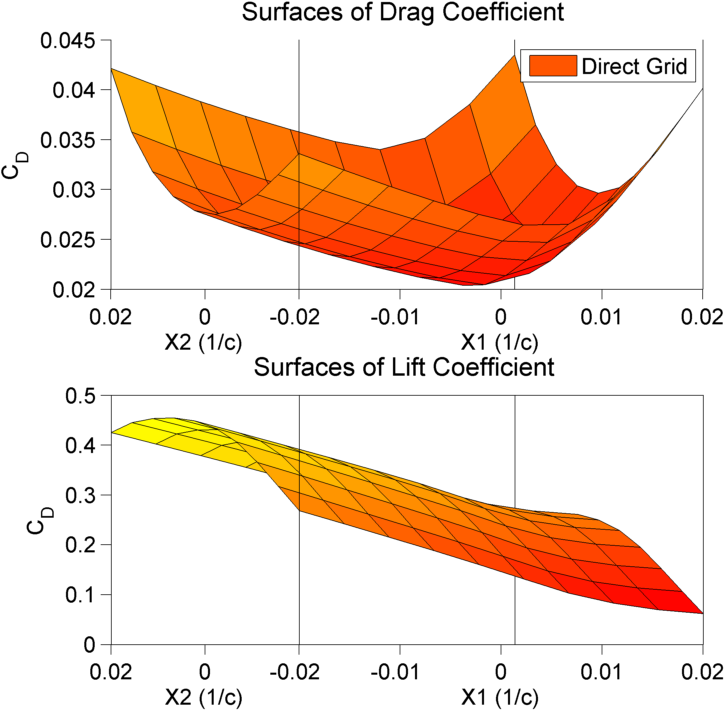 Surfaces of Drag Coefficient
0.045
Direct Grid
0.04
0.035
C_D
0.03
0.025
0.02
0.02 0 -0.02 -0.01 0 0.01 0.02
X2 (1/c) X1 (1/c)
Surfaces of Lift Coefficient
0.5
0.4
0.3
C_D
0.2
0.1
0
0.02 0 -0.02 -0.01 0 0.01 0.02
X2 (1/c) X1 (1/c)